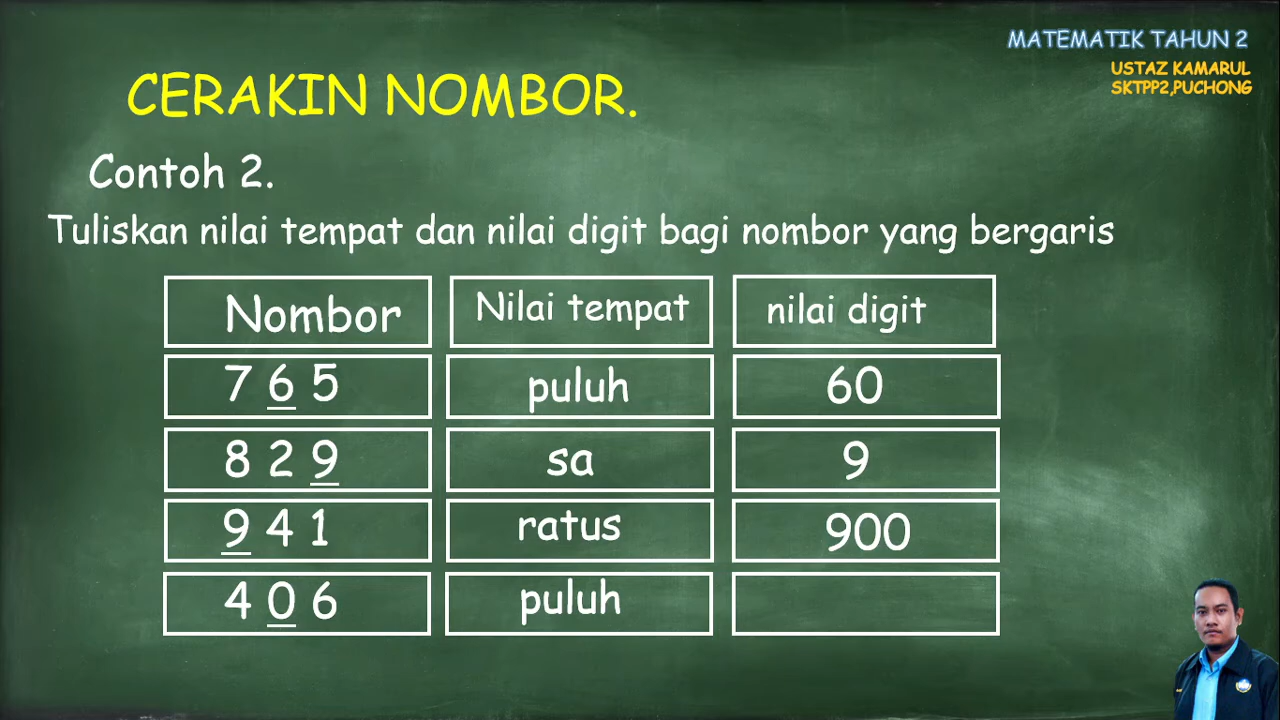 MATEMATIK TAHUN 2
USTAZ KAMARUL
SKTPP2,PUCHONG
CERAKIN NOMBOR.
Contoh 2.
Tuliskan nilai tempat dan nilai digit bagi nombor yang bergaris
Nombor Nilai tempat nilai digit
7 6 5 puluh 60
8 2 9 sa 9
9 4 1 ratus 900
4 0 6 puluh